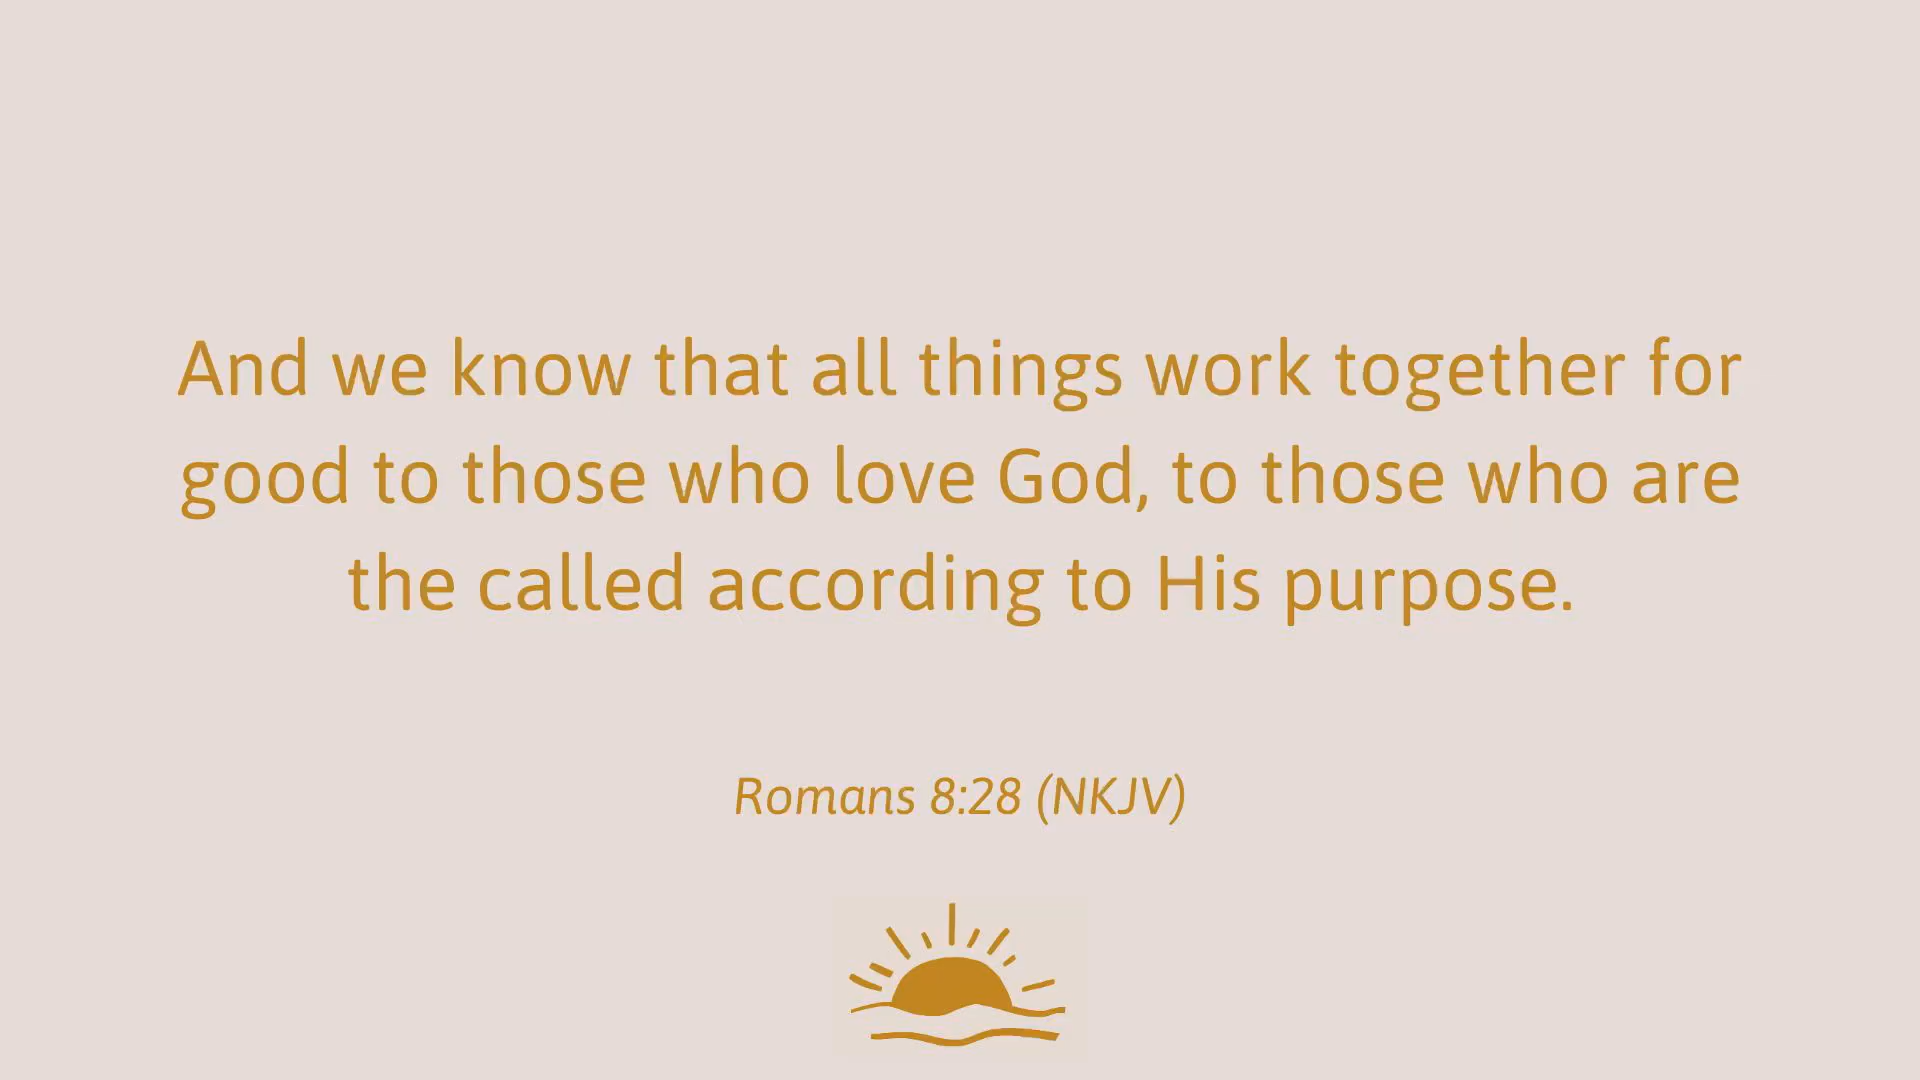 And we know that all things work together for
good to those who love God, to those who are
the called according to His purpose.
Romans 8:28 (NKJV)